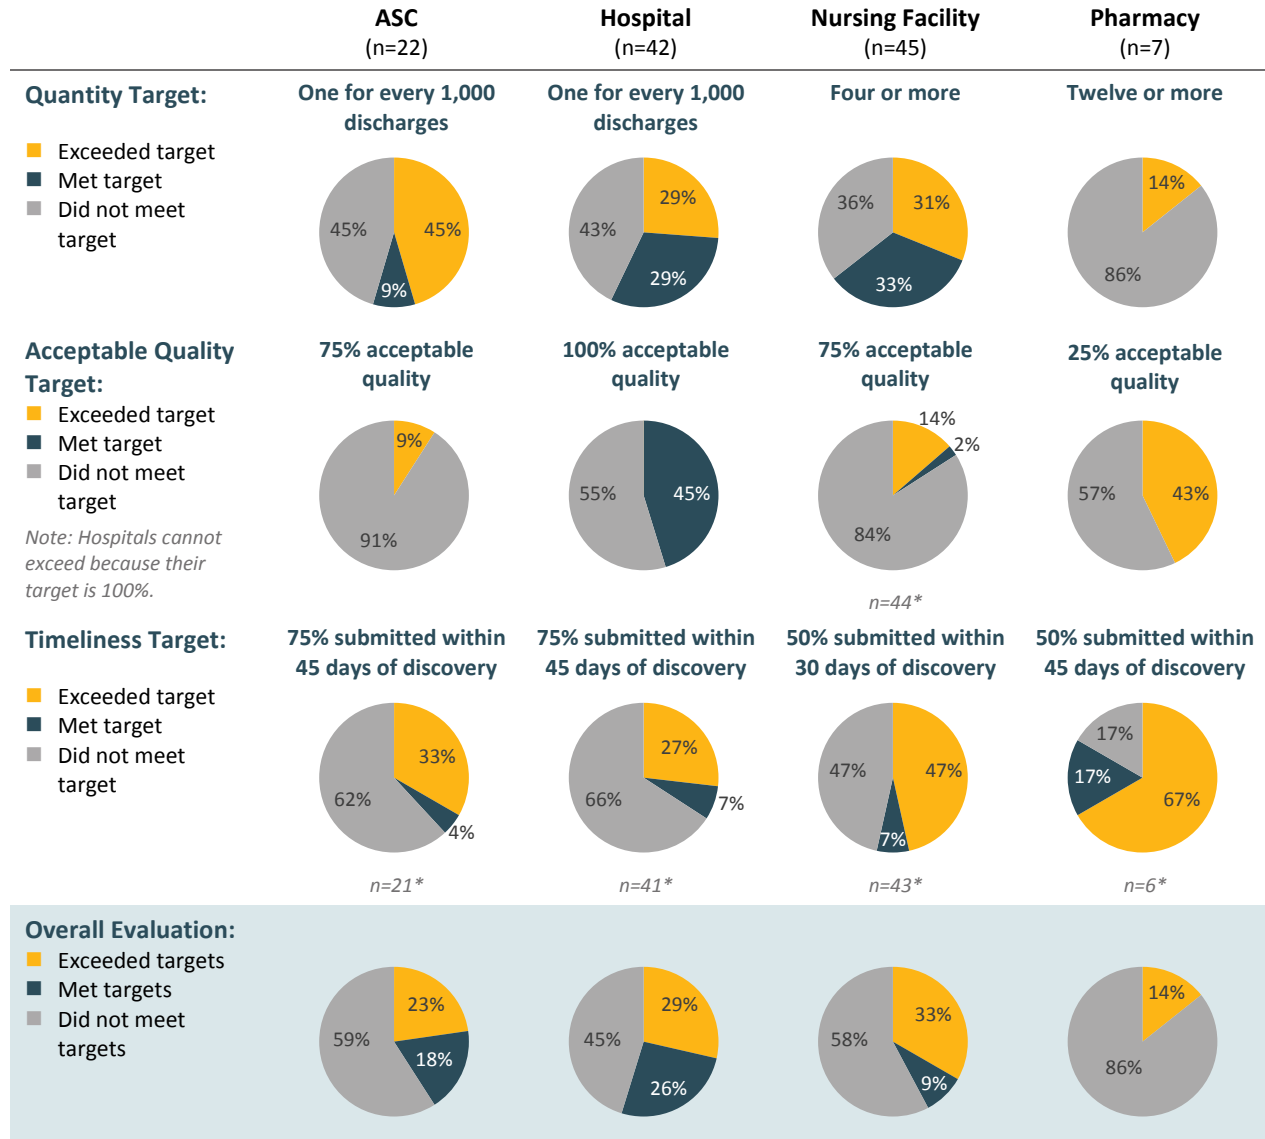 ASC
(n=22)
Hospital
(n=42)
Nursing Facility
(n=45)
Pharmacy
(n=7)
Quantity Target:
Exceeded target
Met target
Did not meet
target
One for every 1,000
discharges
45%
45%
9%
One for every 1,000
discharges
29%
43%
29%
Four or more
36%
31%
33%
Twelve or more
14%
86%
Acceptable Quality
Target:
Exceeded target
Met target
Did not meet
target
Note: Hospitals cannot
exceed because their
target is 100%.
75% acceptable
quality
9%
91%
100% acceptable
quality
55%
45%
75% acceptable
quality
14%
2%
84%
n=44*
25% acceptable
quality
57%
43%
Timeliness Target:
Exceeded target
Met target
Did not meet
target
75% submitted within
45 days of discovery
33%
62%
4%
n=21*
75% submitted within
45 days of discovery
27%
66%
7%
n=41*
50% submitted within
30 days of discovery
47%
47%
7%
n=43*
50% submitted within
45 days of discovery
17%
17%
67%
n=6*
Overall Evaluation:
Exceeded targets
Met targets
Did not meet
targets
23%
59%
18%
29%
45%
26%
33%
58%
9%
14%
86%